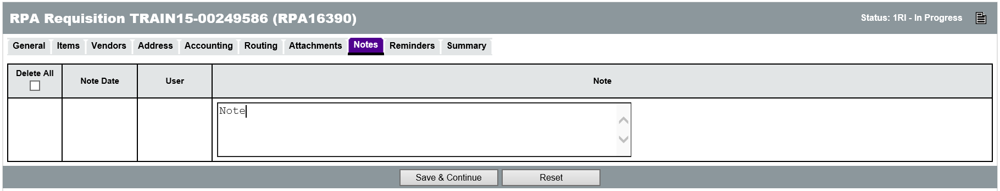 RPA Requisition TRAIN15-00249586 (RPA16390)
Status: 1RI - In Progress
General Items Vendors Address Accounting Routing Attachments Notes Reminders Summary
Delete All Note Date User Note
Note
Save & Continue Reset